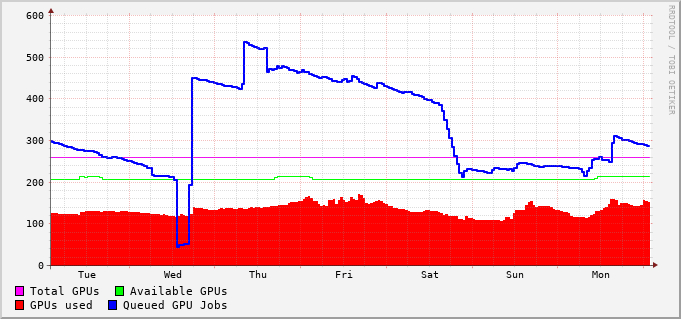 600
500
400
300
200
100
0
Tue Wed Thu Fri Sat Sun Mon
Total GPUs Available GPUs
GPUs used Queued GPU Jobs
RRDTOOL / TOBI OETIKER